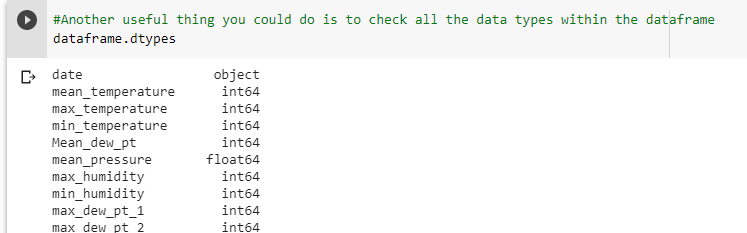 #Another useful thing you could do is to check all the data types within the dataframe
dataframe.dtypes
date object
mean_temperature int64
max_temperature int64
min_temperature int64
Mean_dew_pt int64
mean_pressure float64
max_humidity int64
min_humidity int64
max_dew_pt_1 int64
max_dew_pt_2 int64